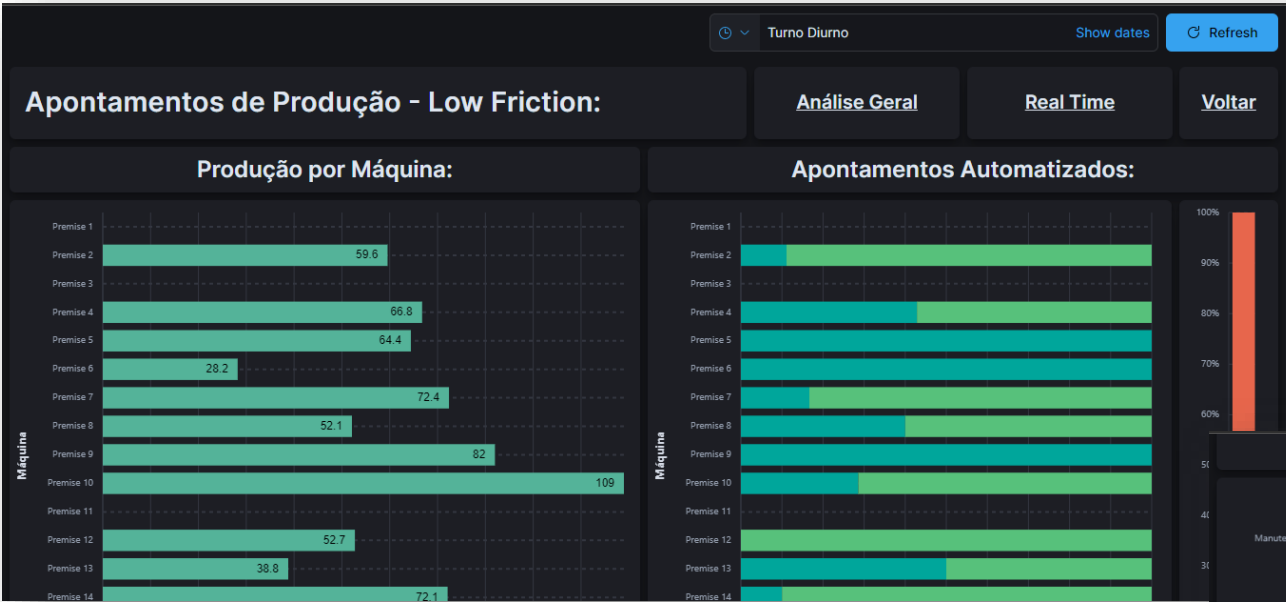 Turno Diurno
Show dates
Refresh
Apontamentos de Produção - Low Friction:
Análise Geral
Real Time
Voltar
Produção por Máquina:
Apontamentos Automatizados:
Máquina
Premise 1
Premise 2 59.6
Premise 3
Premise 4 66.8
Premise 5 64.4
Premise 6 28.2
Premise 7 72.4
Premise 8 52.1
Premise 9 82
Premise 10 109
Premise 11
Premise 12 52.7
Premise 13 38.8
Premise 14 72.1
Máquina
Premise 1
Premise 2
Premise 3
Premise 4
Premise 5
Premise 6
Premise 7
Premise 8
Premise 9
Premise 10
Premise 11
Premise 12
Premise 13
Premise 14
100%
90%
80%
70%
60%
50
40
30
Manute